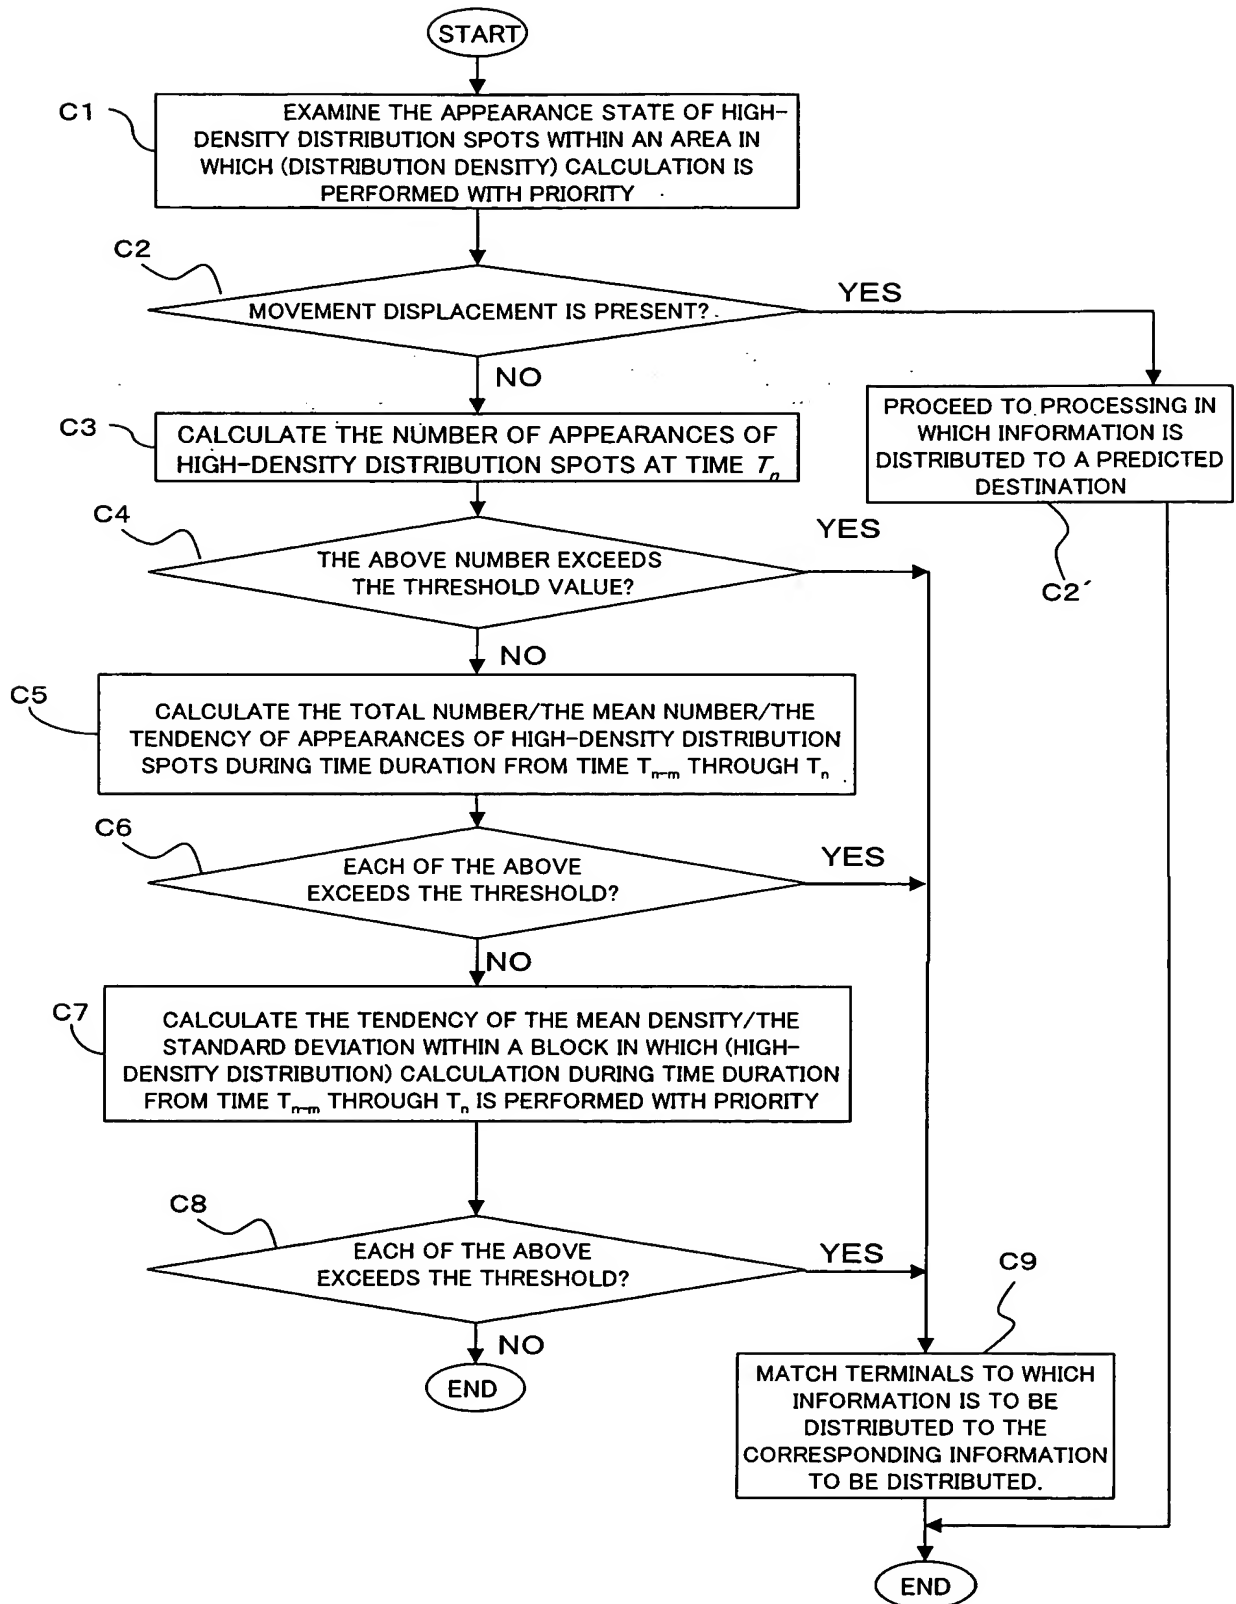 START
C1
EXAMINE THE APPEARANCE STATE OF HIGH-
DENSITY DISTRIBUTION SPOTS WITHIN AN AREA IN
WHICH (DISTRIBUTION DENSITY) CALCULATION IS
PERFORMED WITH PRIORITY
C2
MOVEMENT DISPLACEMENT IS PRESENT?
YES
NO
PROCEED TO PROCESSING IN
WHICH INFORMATION IS
DISTRIBUTED TO A PREDICTED
DESTINATION
C2′
C3
CALCULATE THE NUMBER OF APPEARANCES OF
HIGH-DENSITY DISTRIBUTION SPOTS AT TIME Tn
C4
THE ABOVE NUMBER EXCEEDS
THE THRESHOLD VALUE?
YES
NO
C5
CALCULATE THE TOTAL NUMBER/THE MEAN NUMBER/THE
TENDENCY OF APPEARANCES OF HIGH-DENSITY DISTRIBUTION
SPOTS DURING TIME DURATION FROM TIME Tn-m THROUGH Tn
C6
EACH OF THE ABOVE
EXCEEDS THE THRESHOLD?
YES
NO
C7
CALCULATE THE TENDENCY OF THE MEAN DENSITY/THE
STANDARD DEVIATION WITHIN A BLOCK IN WHICH (HIGH-
DENSITY DISTRIBUTION) CALCULATION DURING TIME DURATION
FROM TIME Tn-m THROUGH Tn IS PERFORMED WITH PRIORITY
C8
EACH OF THE ABOVE
EXCEEDS THE THRESHOLD?
YES
NO
END
C9
MATCH TERMINALS TO WHICH
INFORMATION IS TO BE
DISTRIBUTED TO THE
CORRESPONDING INFORMATION
TO BE DISTRIBUTED.
END